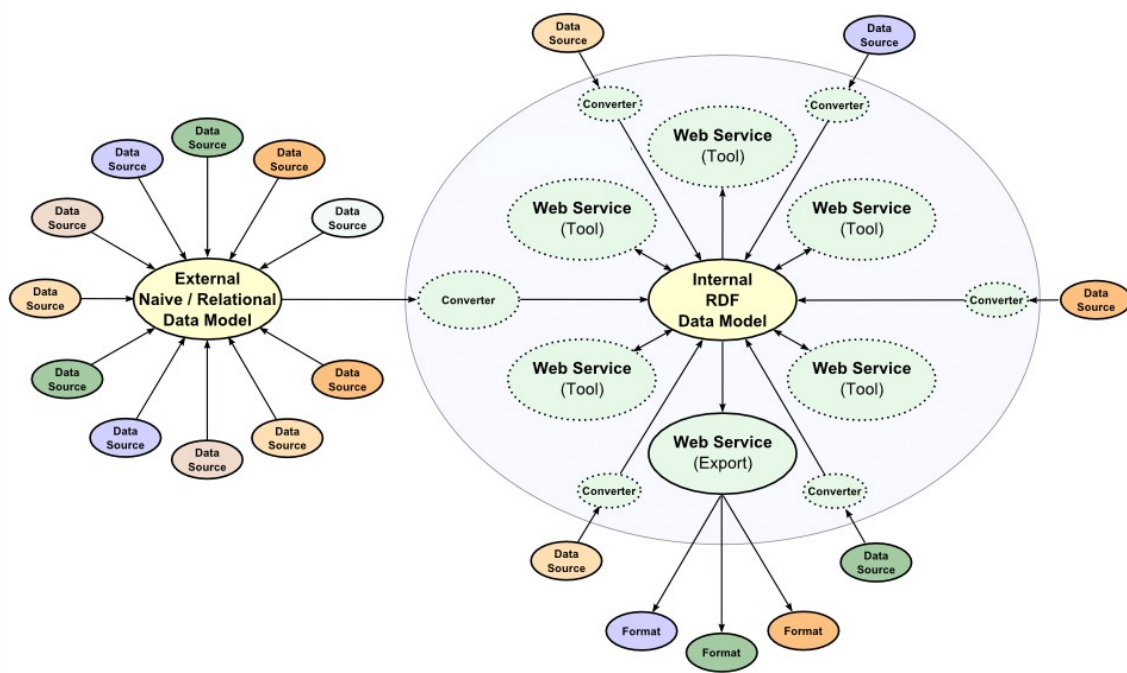 Data
Source
Data
Source
Data
Source
Data
Source
Data
Source
Data
Source
Data
Source
Data
Source
External
Naive / Relational
Data Model
Data
Source
Data
Source
Data
Source
Data
Source
Data
Source
Data
Source
Data
Source
Converter
Converter
Converter
Web Service
(Tool)
Web Service
(Tool)
Web Service
(Tool)
Internal
RDF
Data Model
Converter
Data
Source
Web Service
(Tool)
Web Service
(Tool)
Web Service
(Export)
Converter
Converter
Data
Source
Data
Source
Format
Format
Format